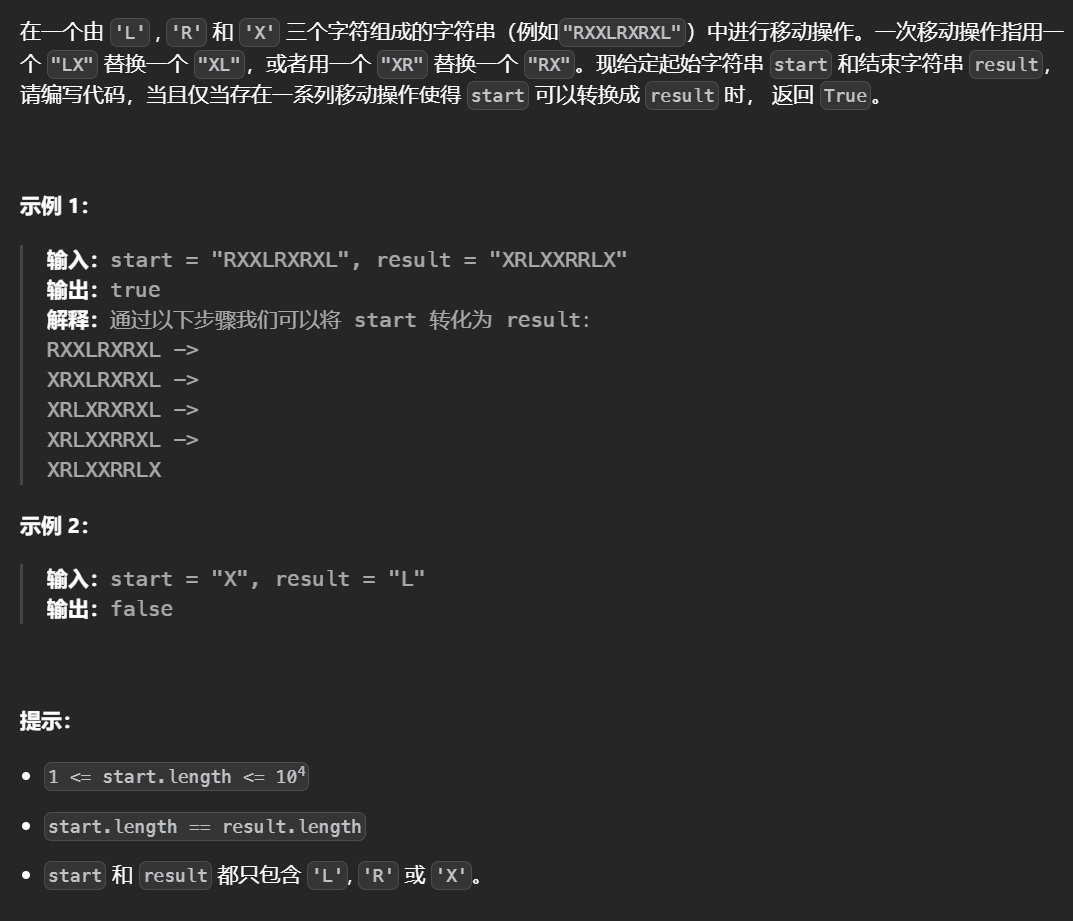 在一个由 'L' , 'R' 和 'X' 三个字符组成的字符串（例如"RXXLRXRXL"）中进行移动操作。一次移动操作指用一
个 "LX" 替换一个 "XL"，或者用一个 "XR" 替换一个 "RX"。现给定起始字符串 start 和结束字符串 result，
请编写代码，当且仅当存在一系列移动操作使得 start 可以转换成 result 时， 返回 True。
示例 1：
输入：start = "RXXLRXRXL", result = "XRLXXRRLX"
输出：true
解释：通过以下步骤我们可以将 start 转化为 result：
RXXLRXRXL ->
XRXLRXRXL ->
XRLXRXRXL ->
XRLXXRRXL ->
XRLXXRRLX
示例 2：
输入：start = "X", result = "L"
输出：false
提示：
• 1 <= start.length <= 10⁴
• start.length == result.length
• start 和 result 都只包含 'L', 'R' 或 'X'。